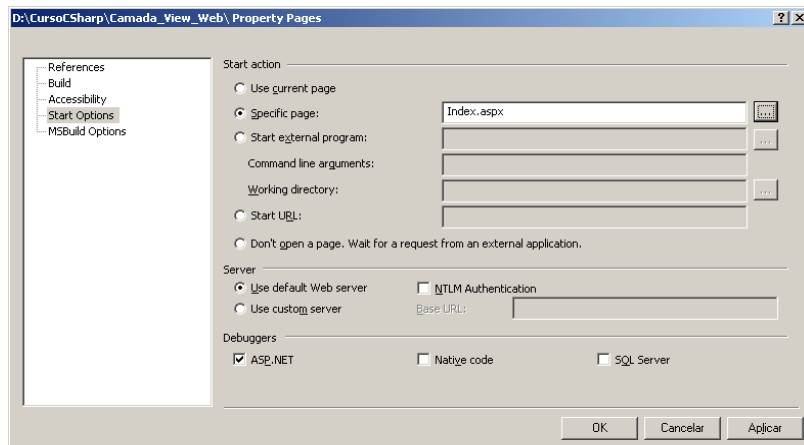 D:\CursoCSharp\Camada_View_Web\ Property Pages
References
Build
Accessibility
Start Options
MSBuild Options
Start action
Use current page
Specific page:
Index.aspx
...
Start external program:
...
Command line arguments:
Working directory:
...
Start URL:
Don't open a page. Wait for a request from an external application.
Server
Use default Web server
NTLM Authentication
Use custom server
Base URL:
Debuggers
ASP.NET
Native code
SQL Server
OK
Cancelar
Aplicar